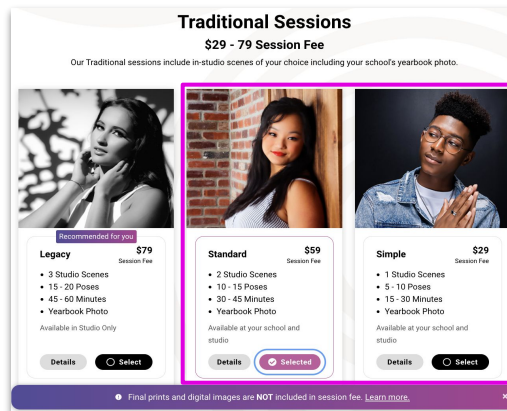 Traditional Sessions
$29 - 79 Session Fee
Our Traditional sessions include in-studio scenes of your choice including your school's yearbook photo.
Recommended for you
Legacy
$79
Session Fee
• 3 Studio Scenes
• 15 - 20 Poses
• 45 - 60 Minutes
• Yearbook Photo
Available in Studio Only
Details
Select
Standard
$59
Session Fee
• 2 Studio Scenes
• 10 - 15 Poses
• 30 - 45 Minutes
• Yearbook Photo
Available at your school and
studio
Details
Selected
Simple
$29
Session Fee
• 1 Studio Scenes
• 5 - 10 Poses
• 15 - 30 Minutes
• Yearbook Photo
Available at your school and
studio
Details
Select
Final prints and digital images are NOT included in session fee. Learn more.